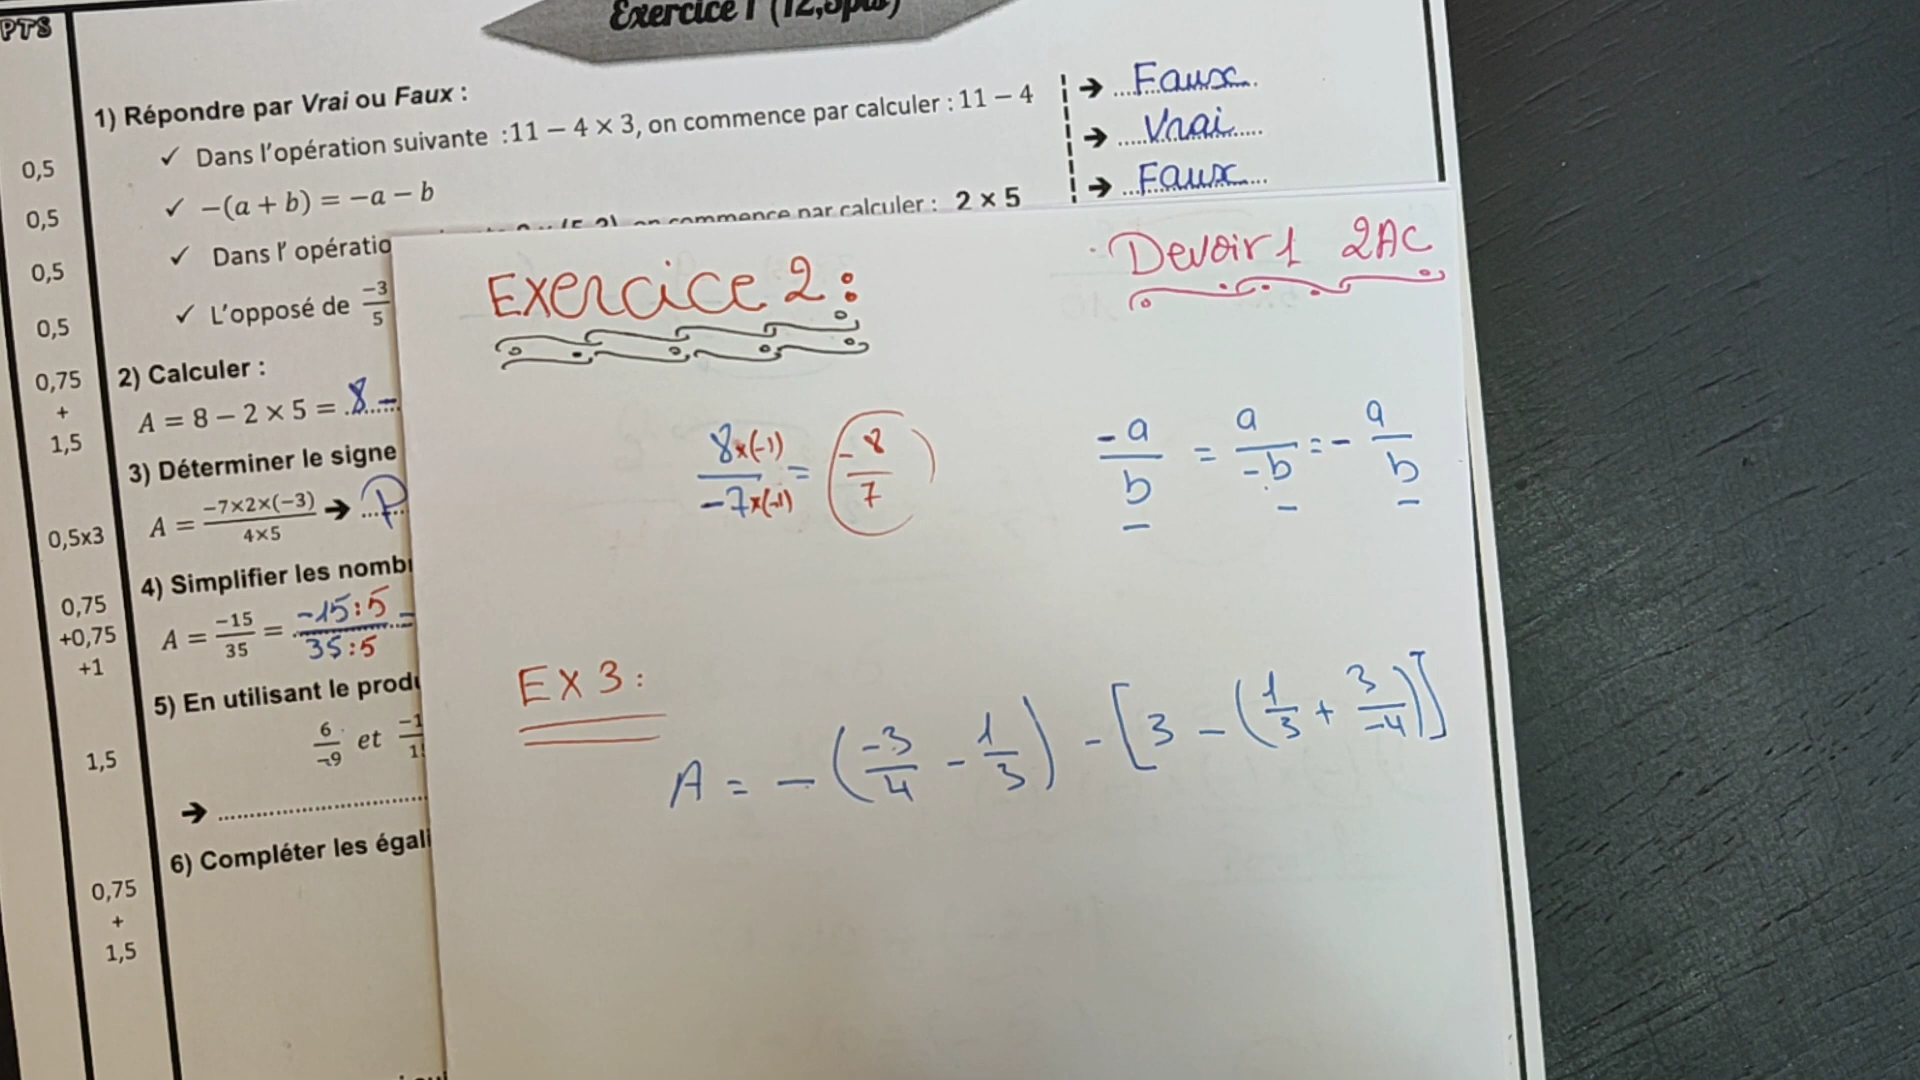 PTS
Exercice 1 (12,5pts)
1) Répondre par Vrai ou Faux :
0,5 ✓ Dans l'opération suivante :11 − 4 × 3, on commence par calculer : 11 − 4 → Faux
0,5 ✓ −(a + b) = −a − b → Vrai
0,5 ✓ Dans l' opératio on commence par calculer : 2 × 5 → Faux
0,5 ✓ L'opposé de −3/5
2) Calculer :
0,75 + 1,5 A = 8 − 2 × 5 = 8 −
3) Déterminer le signe
0,5x3 A = −7×2×(−3) / 4×5 → P
4) Simplifier les nomb
0,75 +0,75 +1 A = −15/35 = −15:5 / 35:5 =
5) En utilisant le prod
1,5 6/−9 et −1
→
6) Compléter les égali
0,75 + 1,5
Devoir 1 2AC
Exercice 2 :
8×(−1) / −7×(−1) = −8/7
−a/b = a/−b = − a/b
EX 3 :
A = − (−3/4 − 1/3) − [3 − (1/3 + 3/−4)]